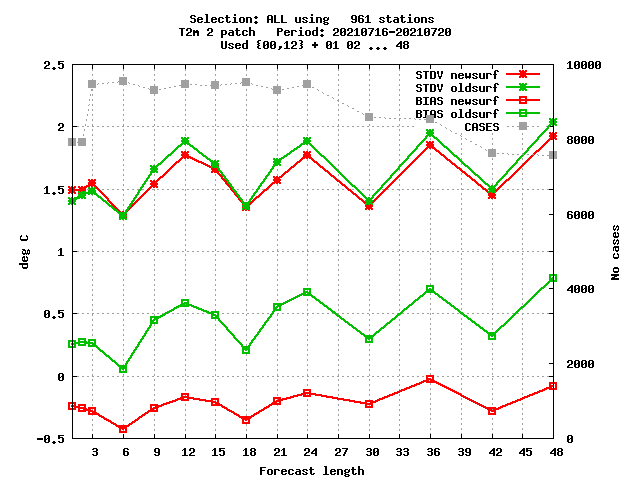 Selection: ALL using   961 stations
T2m 2 patch   Period: 20210716-20210720
Used {00,12} + 01 02 ... 48
2.5
2
1.5
1
0.5
0
-0.5
deg C
10000
8000
6000
4000
2000
0
No cases
STDV newsurf
STDV oldsurf
BIAS newsurf
BIAS oldsurf
CASES
3 6 9 12 15 18 21 24 27 30 33 36 39 42 45 48
Forecast length